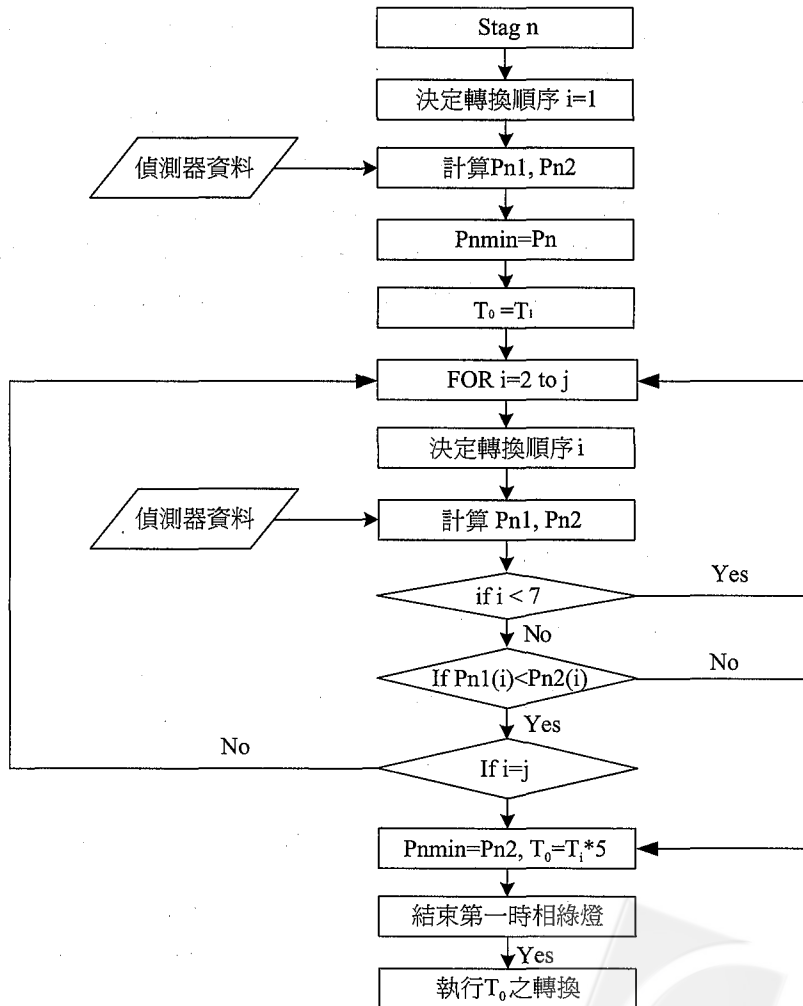 Stag n
決定轉換順序 i=1
偵測器資料
計算Pn1, Pn2
Pnmin=Pn
T₀ =Tᵢ
FOR i=2 to j
決定轉換順序 i
偵測器資料
計算 Pn1, Pn2
if i < 7
Yes
No
If Pn1(i)<Pn2(i)
No
Yes
No
If i=j
Pnmin=Pn2, T₀=Tᵢ*5
結束第一時相綠燈
Yes
執行T₀之轉換